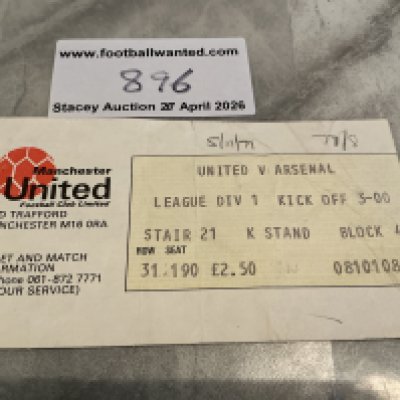 www.footballwanted.com
896
Stacey Auction 27 April 2026
Manchester
United
Football Club Limited
D TRAFFORD
NCHESTER M16 0RA
ET AND MATCH
ORMATION
phone 061-872 7771
OUR SERVICE)
UNITED V ARSENAL
LEAGUE DIV 1 KICK OFF 3-00
STAIR 21 K STAND BLOCK 4
ROW SEAT
31 190 £2.50 0810108